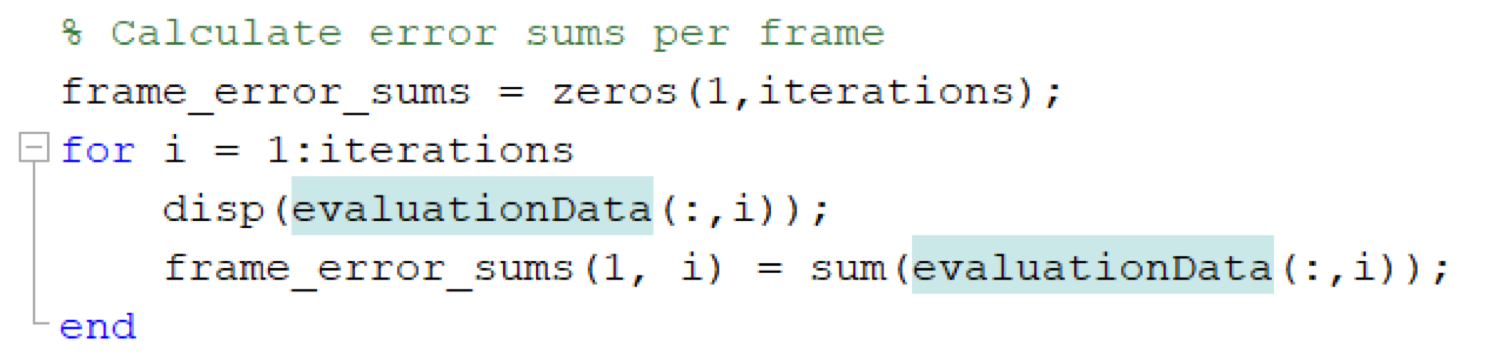 % Calculate error sums per frame
frame_error_sums = zeros(1,iterations);
for i = 1:iterations
disp(evaluationData(:,i));
frame_error_sums(1, i) = sum(evaluationData(:,i));
end